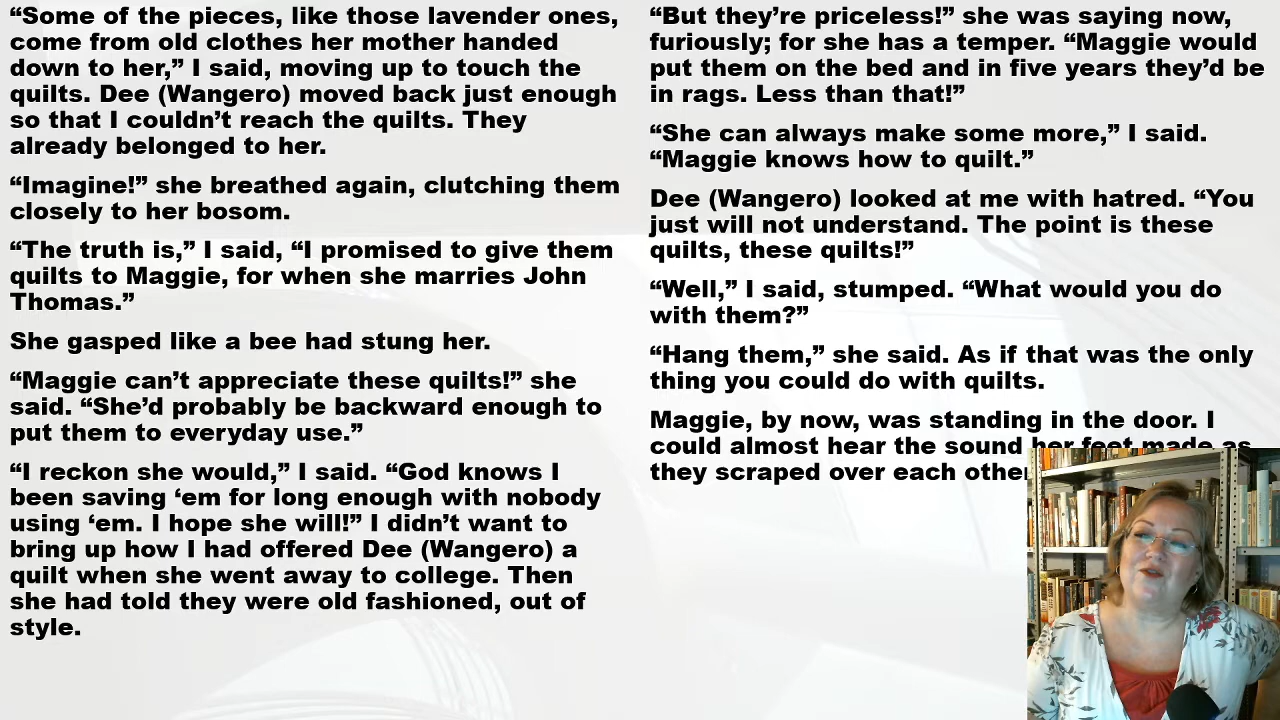 “Some of the pieces, like those lavender ones,
come from old clothes her mother handed
down to her,” I said, moving up to touch the
quilts. Dee (Wangero) moved back just enough
so that I couldn’t reach the quilts. They
already belonged to her.
“Imagine!” she breathed again, clutching them
closely to her bosom.
“The truth is,” I said, “I promised to give them
quilts to Maggie, for when she marries John
Thomas.”
She gasped like a bee had stung her.
“Maggie can’t appreciate these quilts!” she
said. “She’d probably be backward enough to
put them to everyday use.”
“I reckon she would,” I said. “God knows I
been saving ‘em for long enough with nobody
using ‘em. I hope she will!” I didn’t want to
bring up how I had offered Dee (Wangero) a
quilt when she went away to college. Then
she had told they were old fashioned, out of
style.
“But they’re priceless!” she was saying now,
furiously; for she has a temper. “Maggie would
put them on the bed and in five years they’d be
in rags. Less than that!”
“She can always make some more,” I said.
“Maggie knows how to quilt.”
Dee (Wangero) looked at me with hatred. “You
just will not understand. The point is these
quilts, these quilts!”
“Well,” I said, stumped. “What would you do
with them?”
“Hang them,” she said. As if that was the only
thing you could do with quilts.
Maggie, by now, was standing in the door. I
could almost hear the sound her feet made as
they scraped over each other